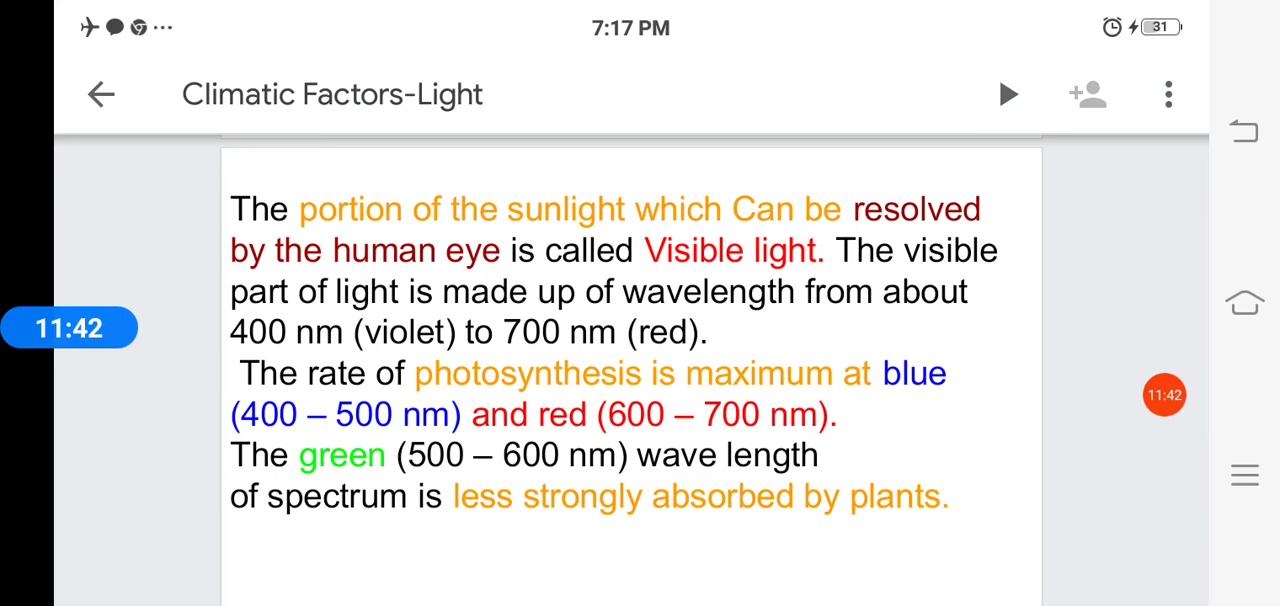 7:17 PM
31
Climatic Factors-Light
The portion of the sunlight which Can be resolved
by the human eye is called Visible light. The visible
part of light is made up of wavelength from about
400 nm (violet) to 700 nm (red).
The rate of photosynthesis is maximum at blue
(400 – 500 nm) and red (600 – 700 nm).
The green (500 – 600 nm) wave length
of spectrum is less strongly absorbed by plants.
11:42
11:42